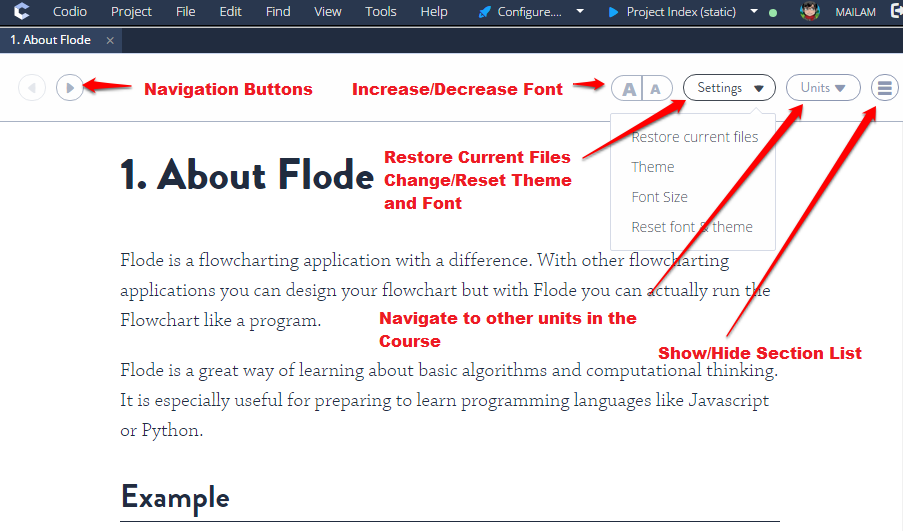 Codio Project File Edit Find View Tools Help Configure.... Project Index (static) MAILAM
1. About Flode ×
Navigation Buttons Increase/Decrease Font A A Settings Units
Restore current files
Theme
Font Size
Reset font & theme
Restore Current Files
Change/Reset Theme
and Font
1. About Flode
Flode is a flowcharting application with a difference. With other flowcharting
applications you can design your flowchart but with Flode you can actually run the
Flowchart like a program.
Navigate to other units in the
Course
Show/Hide Section List
Flode is a great way of learning about basic algorithms and computational thinking.
It is especially useful for preparing to learn programming languages like Javascript
or Python.
Example